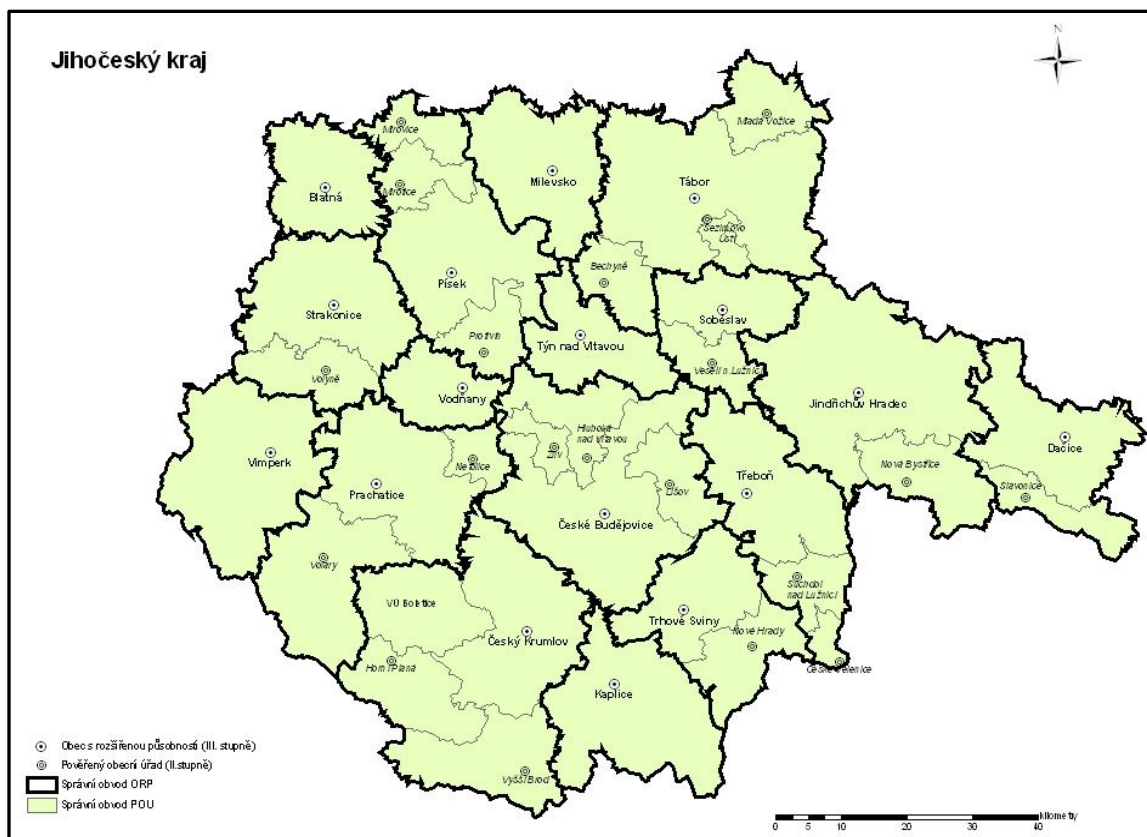 Jihočeský kraj
N
Mladá Vožice
Mirovice
Milevsko
Tábor
Mirotice
Blatná
Sezimovo
Ústí
Bechyně
Písek
Strakonice
Soběslav
Protivín
Týn nad Vltavou
Veselí n.Lužnicí
Volyně
Vodňany
Jindřichův Hradec
Hluboká
nad Vltavou
Dačice
Zliv
Vimperk
Netolice
Nová Bystřice
Třeboň
Prachatice
Lišov
Slavonice
České Budějovice
Volary
Suchdol
nad Lužnicí
VÚ Boletice
Trhové Sviny
Český Krumlov
Nové Hrady
Horní Planá
České Velenice
Kaplice
Vyšší Brod
Obec s rozšířenou působností (III. stupně)
Pověřený obecní úřad (II.stupně)
Správní obvod ORP
Správní obvod POU
kilometry
0 5 10 20 30 40